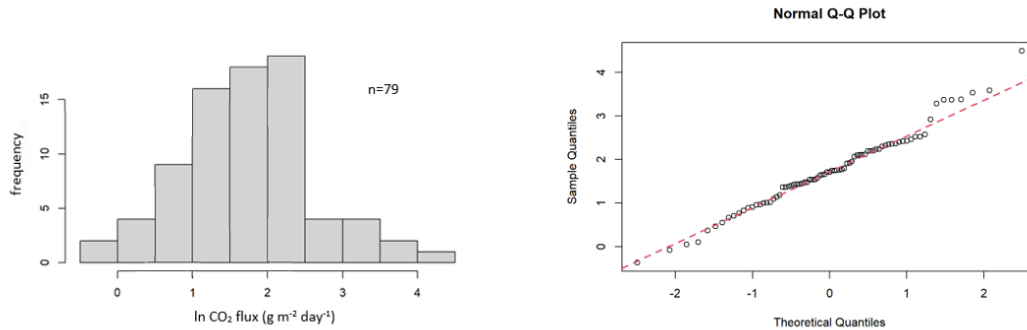 frequency
15
5
0
n=79
0 1 2 3 4
ln CO₂ flux (g m⁻² day⁻¹)
Normal Q-Q Plot
Sample Quantiles
4
3
2
1
0
-2 -1 0 1 2
Theoretical Quantiles